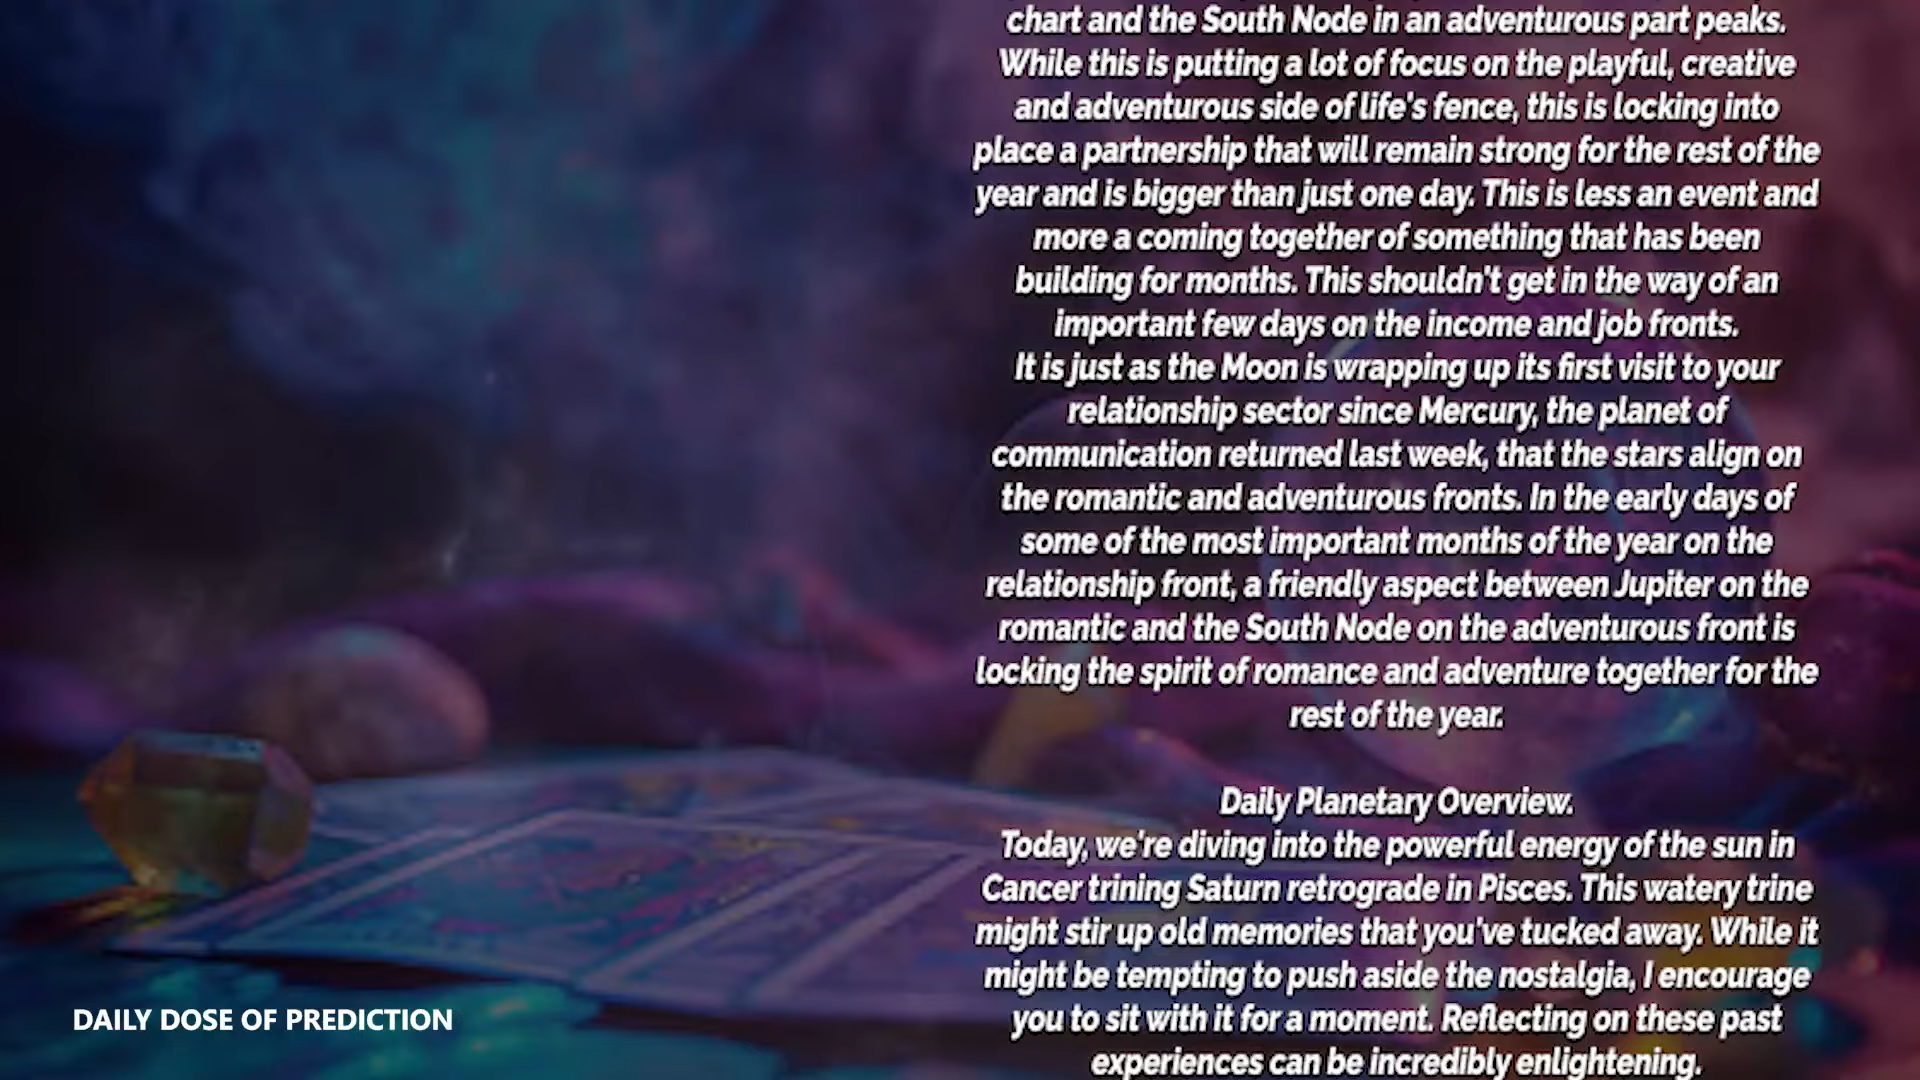 chart and the South Node in an adventurous part peaks.
While this is putting a lot of focus on the playful, creative
and adventurous side of life's fence, this is locking into
place a partnership that will remain strong for the rest of the
year and is bigger than just one day. This is less an event and
more a coming together of something that has been
building for months. This shouldn't get in the way of an
important few days on the income and job fronts.
It is just as the Moon is wrapping up its first visit to your
relationship sector since Mercury, the planet of
communication returned last week, that the stars align on
the romantic and adventurous fronts. In the early days of
some of the most important months of the year on the
relationship front, a friendly aspect between Jupiter on the
romantic and the South Node on the adventurous front is
locking the spirit of romance and adventure together for the
rest of the year.
Daily Planetary Overview.
Today, we're diving into the powerful energy of the sun in
Cancer trining Saturn retrograde in Pisces. This watery trine
might stir up old memories that you've tucked away. While it
might be tempting to push aside the nostalgia, I encourage
you to sit with it for a moment. Reflecting on these past
experiences can be incredibly enlightening.
DAILY DOSE OF PREDICTION